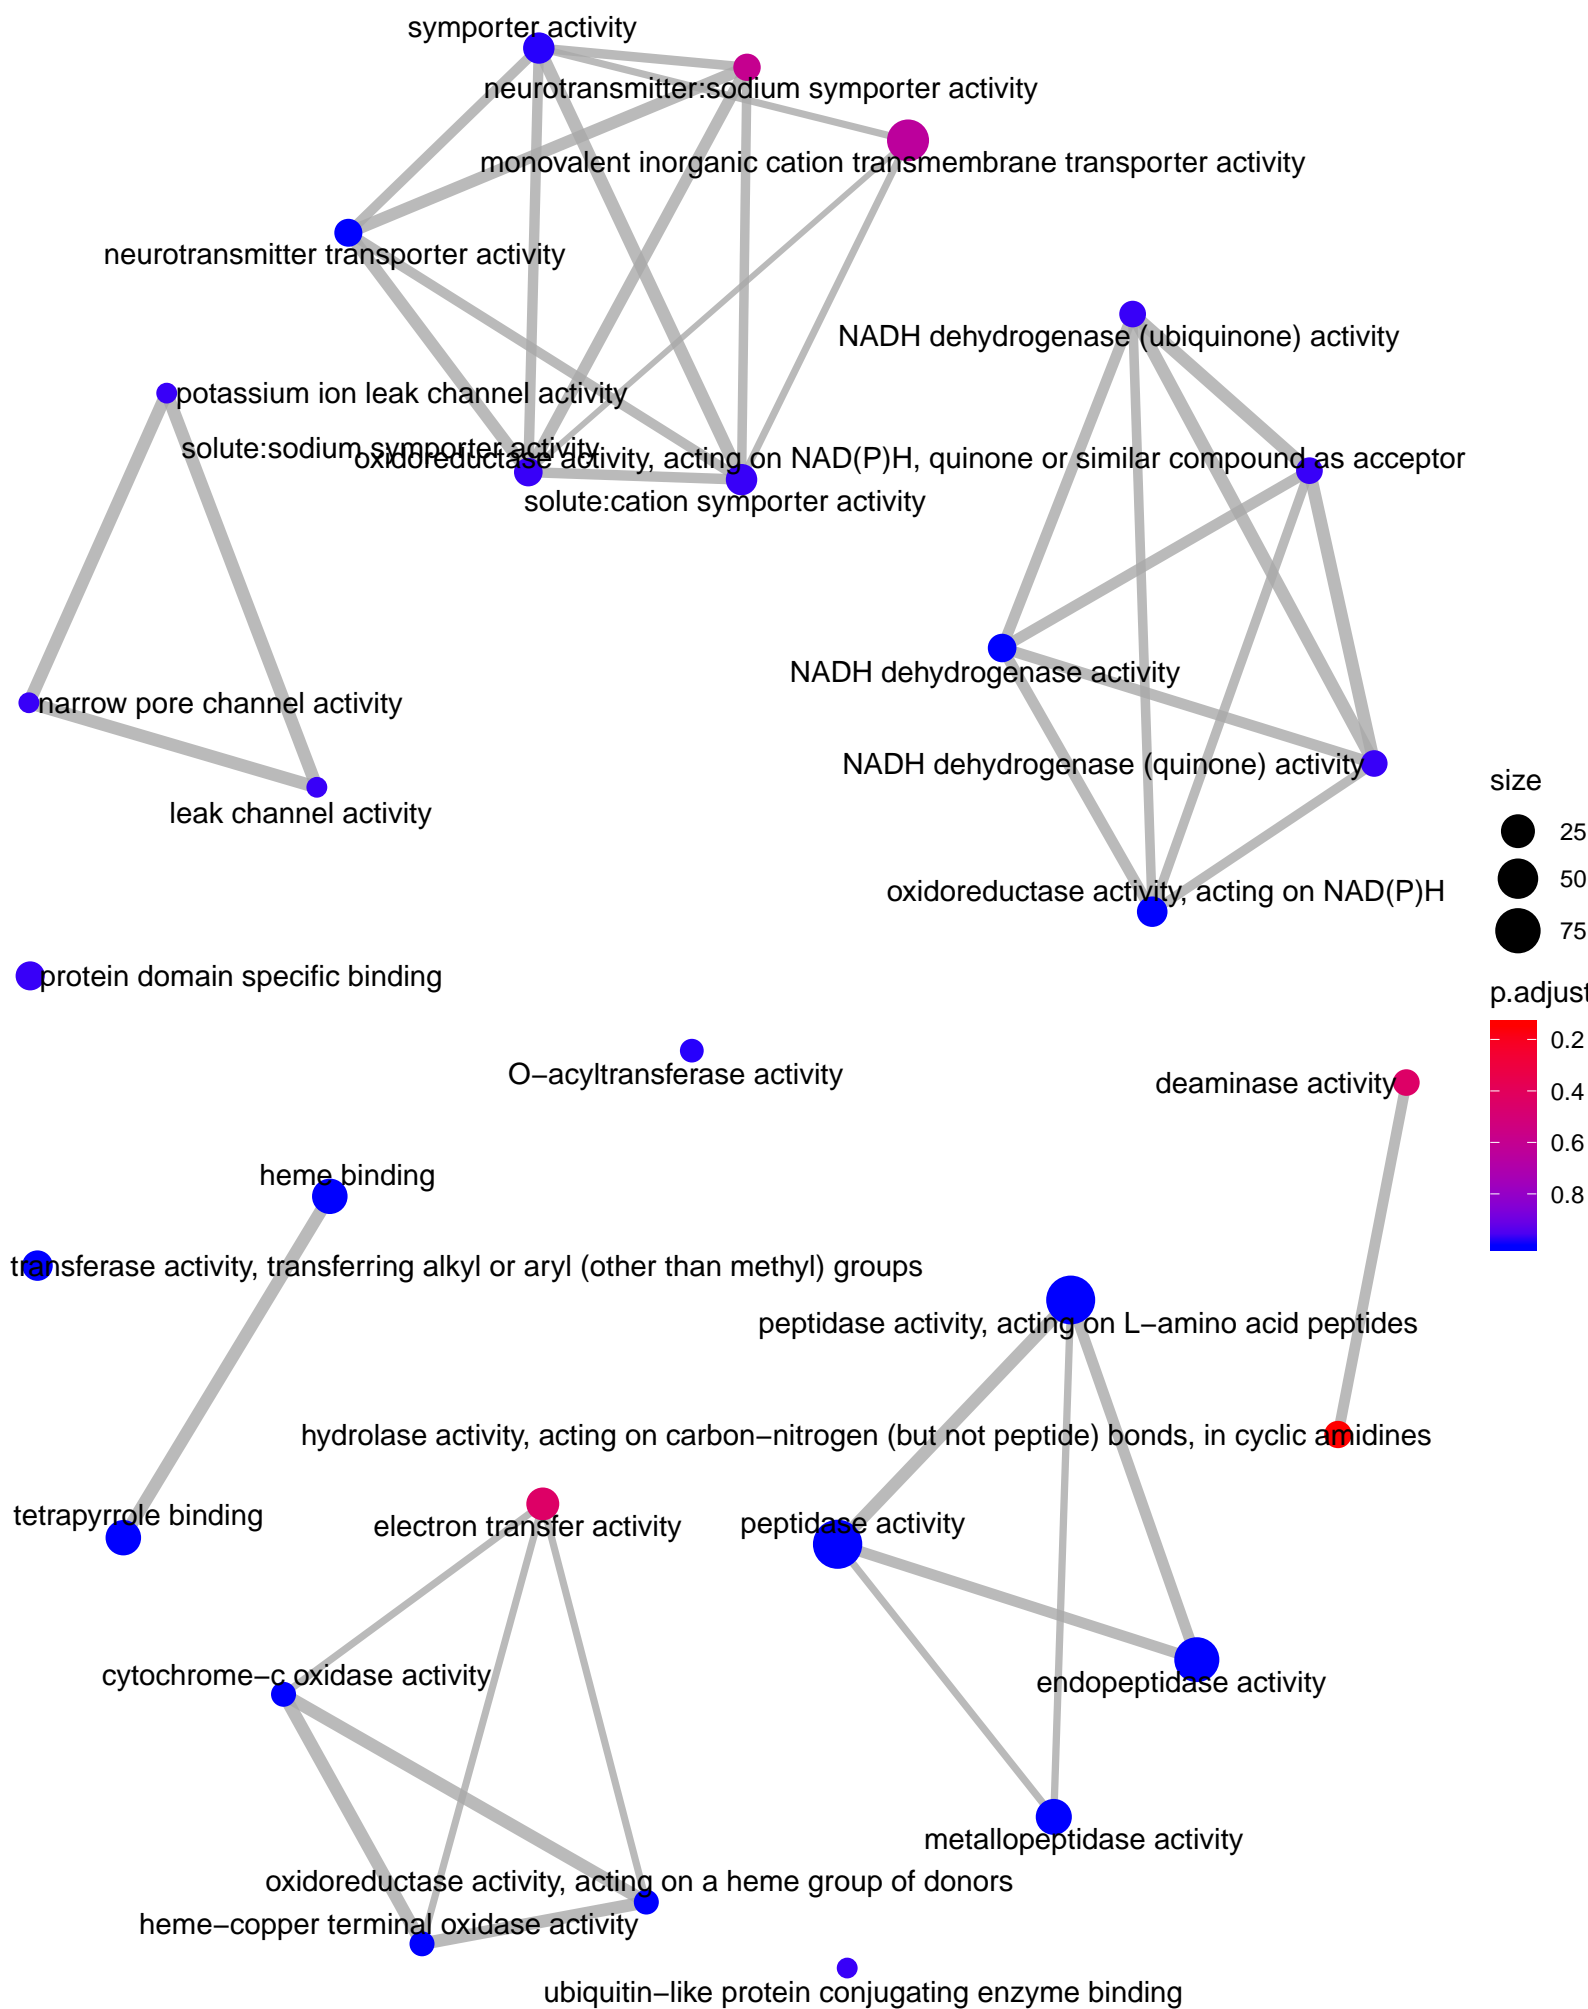 symporter activity
neurotransmitter:sodium symporter activity
monovalent inorganic cation transmembrane transporter activity
neurotransmitter transporter activity
NADH dehydrogenase (ubiquinone) activity
potassium ion leak channel activity
solute:sodium symporter activity
oxidoreductase activity, acting on NAD(P)H, quinone or similar compound as acceptor
solute:cation symporter activity
NADH dehydrogenase activity
narrow pore channel activity
NADH dehydrogenase (quinone) activity
leak channel activity
size
25
50
75
oxidoreductase activity, acting on NAD(P)H
protein domain specific binding
p.adjust
0.2
0.4
0.6
0.8
O−acyltransferase activity
deaminase activity
heme binding
transferase activity, transferring alkyl or aryl (other than methyl) groups
peptidase activity, acting on L−amino acid peptides
hydrolase activity, acting on carbon−nitrogen (but not peptide) bonds, in cyclic amidines
tetrapyrrole binding
electron transfer activity
peptidase activity
cytochrome−c oxidase activity
endopeptidase activity
metallopeptidase activity
oxidoreductase activity, acting on a heme group of donors
heme−copper terminal oxidase activity
ubiquitin−like protein conjugating enzyme binding